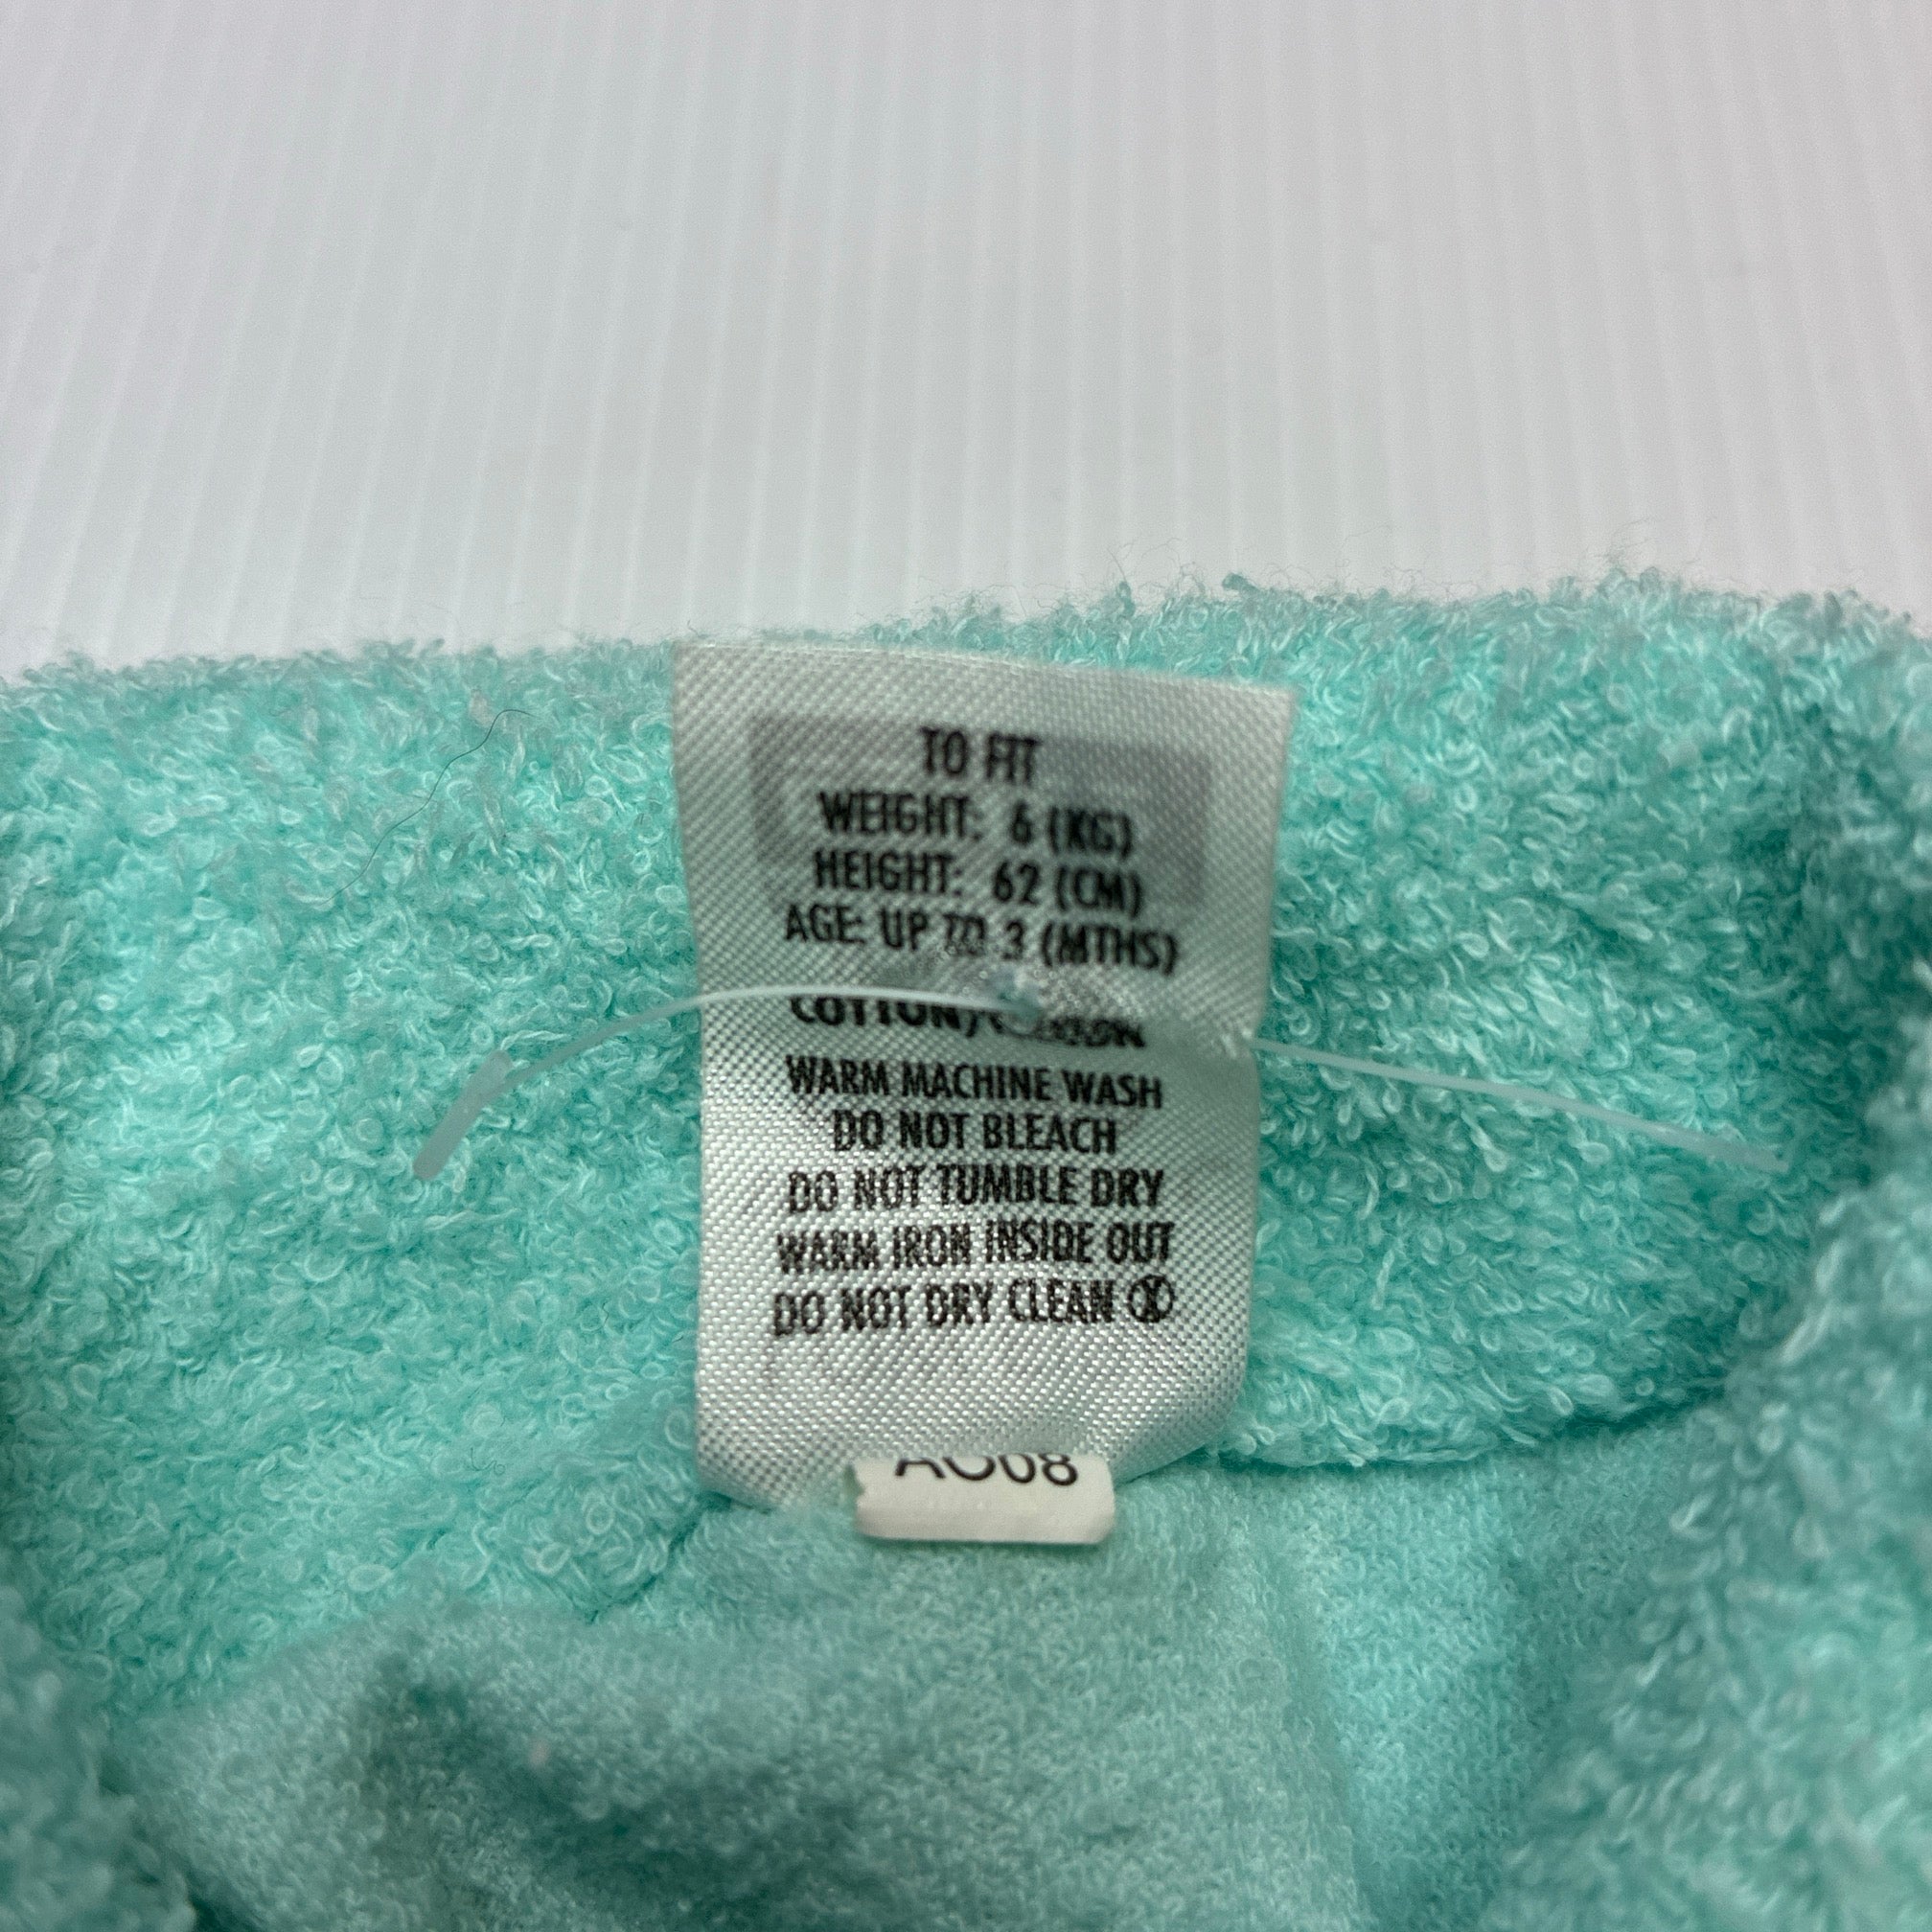 TO FIT
WEIGHT: 6 (KG)
HEIGHT: 62 (CM)
AGE: UP TO 3 (MTHS)
COTTON/
WARM MACHINE WASH
DO NOT BLEACH
DO NOT TUMBLE DRY
WARM IRON INSIDE OUT
DO NOT DRY CLEAN